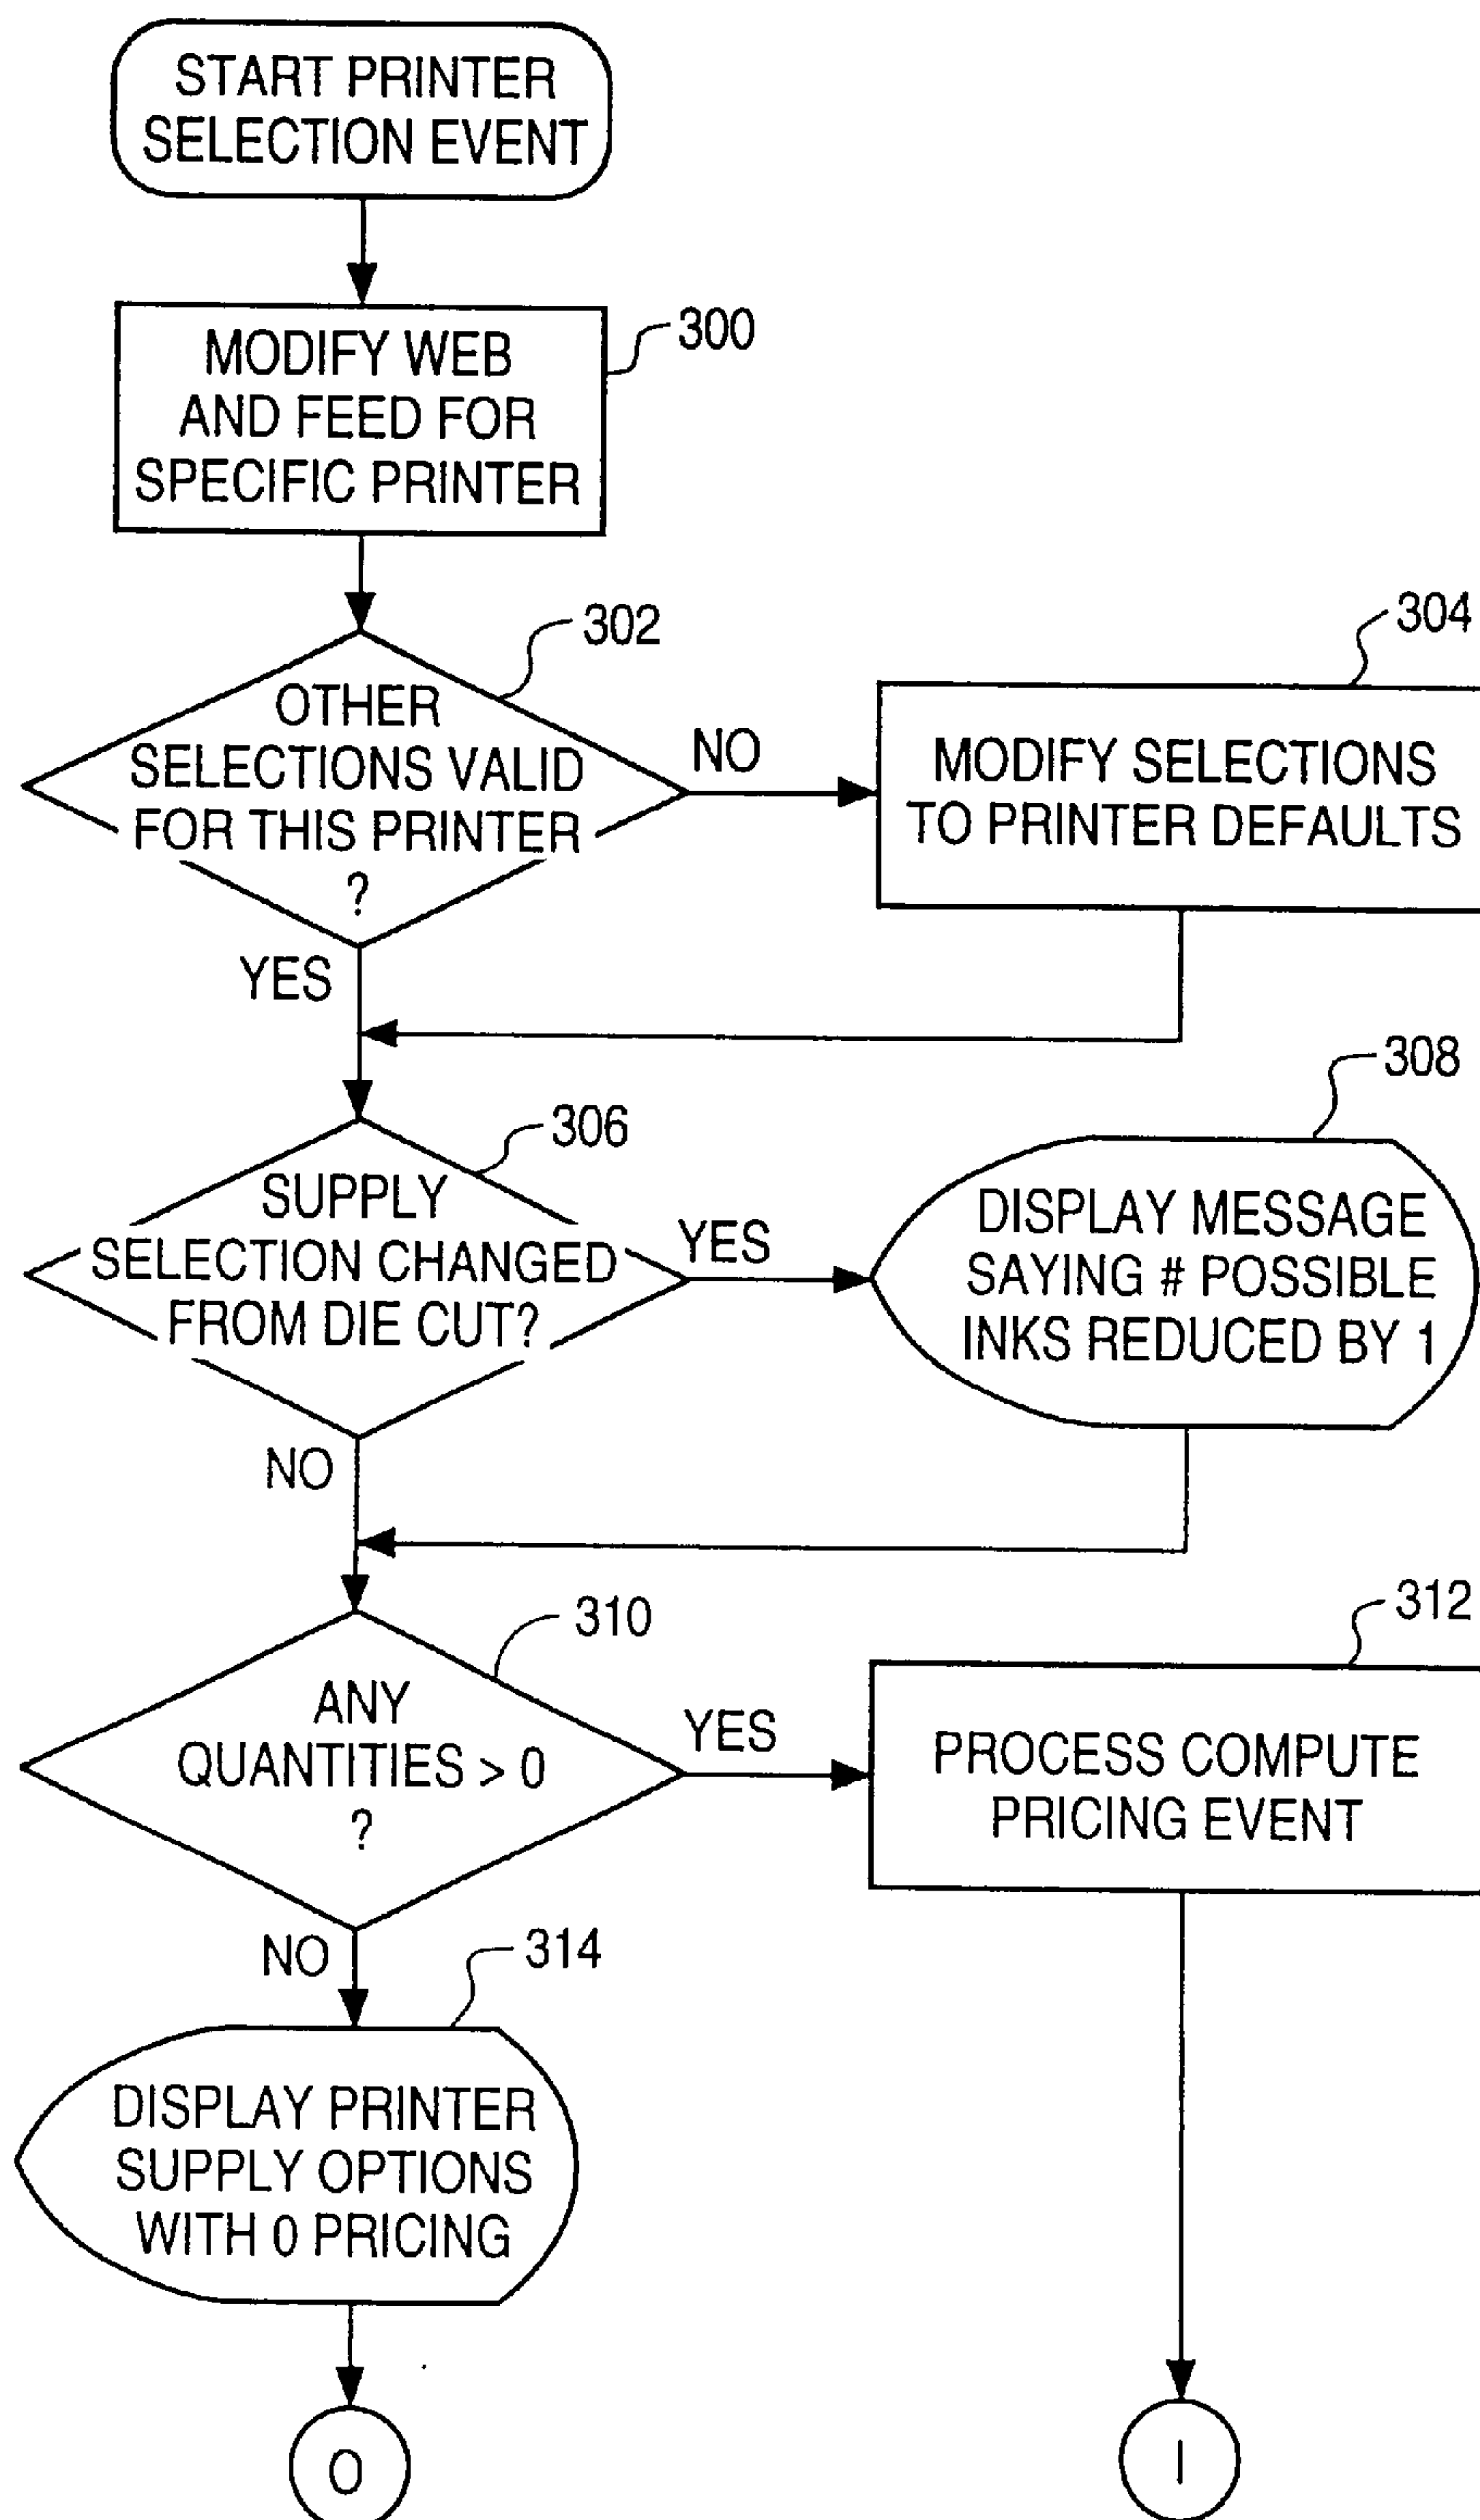 START PRINTER
SELECTION EVENT
MODIFY WEB
AND FEED FOR
SPECIFIC PRINTER
300
302
OTHER
SELECTIONS VALID
FOR THIS PRINTER
?
NO
304
MODIFY SELECTIONS
TO PRINTER DEFAULTS
YES
306
SUPPLY
SELECTION CHANGED
FROM DIE CUT?
YES
308
DISPLAY MESSAGE
SAYING # POSSIBLE
INKS REDUCED BY 1
NO
310
ANY
QUANTITIES > 0
?
YES
312
PROCESS COMPUTE
PRICING EVENT
NO
314
DISPLAY PRINTER
SUPPLY OPTIONS
WITH 0 PRICING
O
I